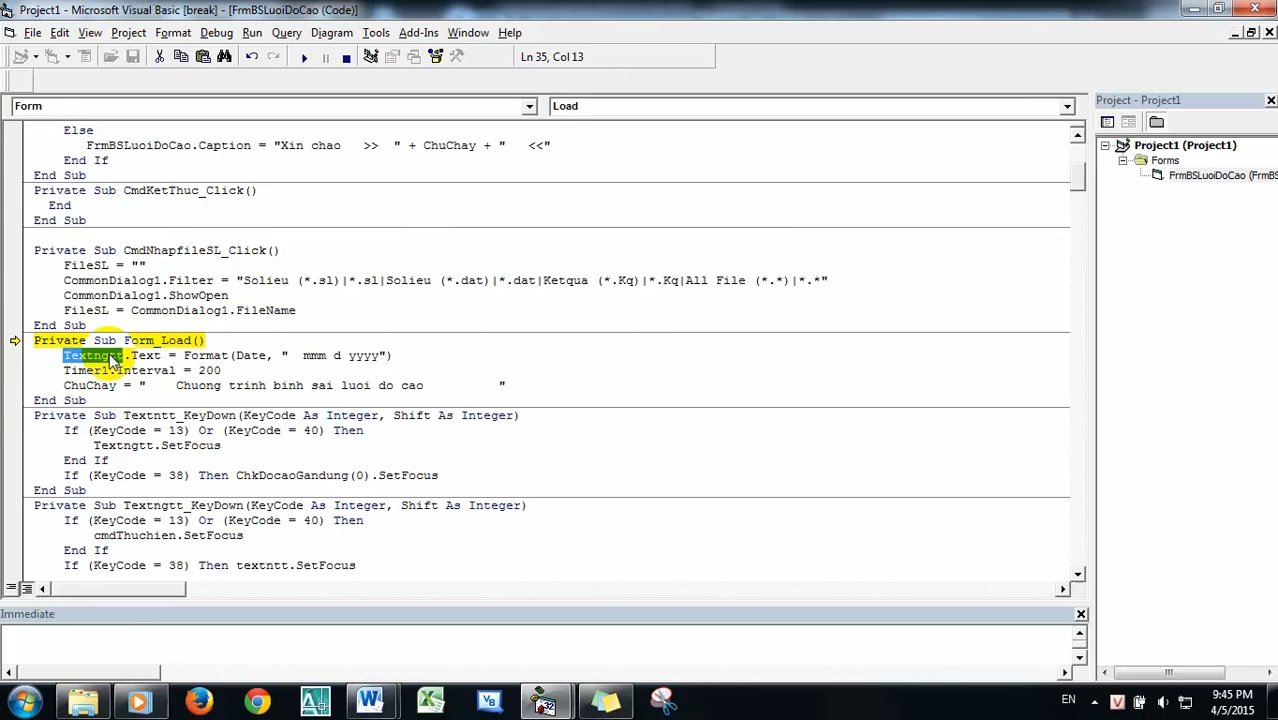 Project1 - Microsoft Visual Basic [break] - [FrmBSLuoiDoCao (Code)]
File Edit View Project Format Debug Run Query Diagram Tools Add-Ins Window Help
Ln 35, Col 13
Form Load
Project - Project1
Else
FrmBSLuoiDoCao.Caption = "Xin chao   >>  " + ChuChay + "   <<"
End If
End Sub
Private Sub CmdKetThuc_Click()
End
End Sub
Private Sub CmdNhapfileSL_Click()
FileSL = ""
CommonDialog1.Filter = "Solieu (*.sl)|*.sl|Solieu (*.dat)|*.dat|Ketqua (*.Kq)|*.Kq|All File (*.*)|*.*"
CommonDialog1.ShowOpen
FileSL = CommonDialog1.FileName
End Sub
Private Sub Form_Load()
Textngtt.Text = Format(Date, "  mmm d yyyy")
Timer1.Interval = 200
ChuChay = "    Chuong trinh binh sai luoi do cao          "
End Sub
Private Sub Textntt_KeyDown(KeyCode As Integer, Shift As Integer)
If (KeyCode = 13) Or (KeyCode = 40) Then
Textngtt.SetFocus
End If
If (KeyCode = 38) Then ChkDocaoGandung(0).SetFocus
End Sub
Private Sub Textngtt_KeyDown(KeyCode As Integer, Shift As Integer)
If (KeyCode = 13) Or (KeyCode = 40) Then
cmdThuchien.SetFocus
End If
If (KeyCode = 38) Then textntt.SetFocus
Project1 (Project1)
Forms
FrmBSLuoiDoCao (FrmBS
Immediate
EN
9:45 PM
4/5/2015